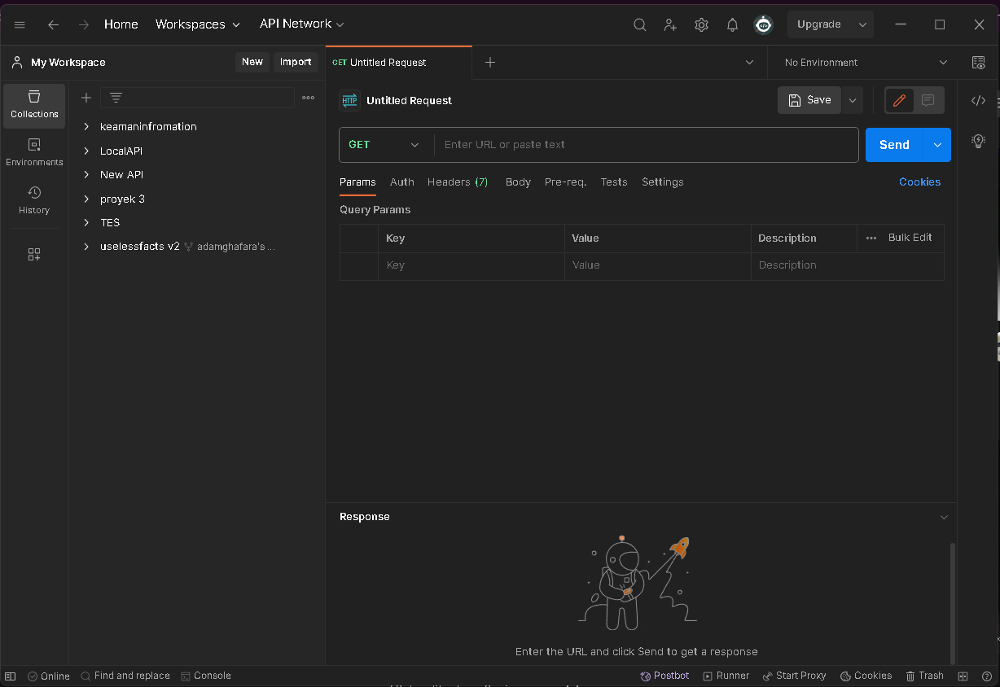 Home Workspaces API Network Upgrade
My Workspace New Import GET Untitled Request No Environment
Collections
Environments
History
keamaninfromation
LocalAPI
New API
proyek 3
TES
uselessfacts v2 adamghafara's ...
HTTP Untitled Request Save
GET Enter URL or paste text Send
Params Auth Headers (7) Body Pre-req. Tests Settings Cookies
Query Params
Key Value Description Bulk Edit
Key Value Description
Response
Enter the URL and click Send to get a response
Online Find and replace Console Postbot Runner Start Proxy Cookies Trash